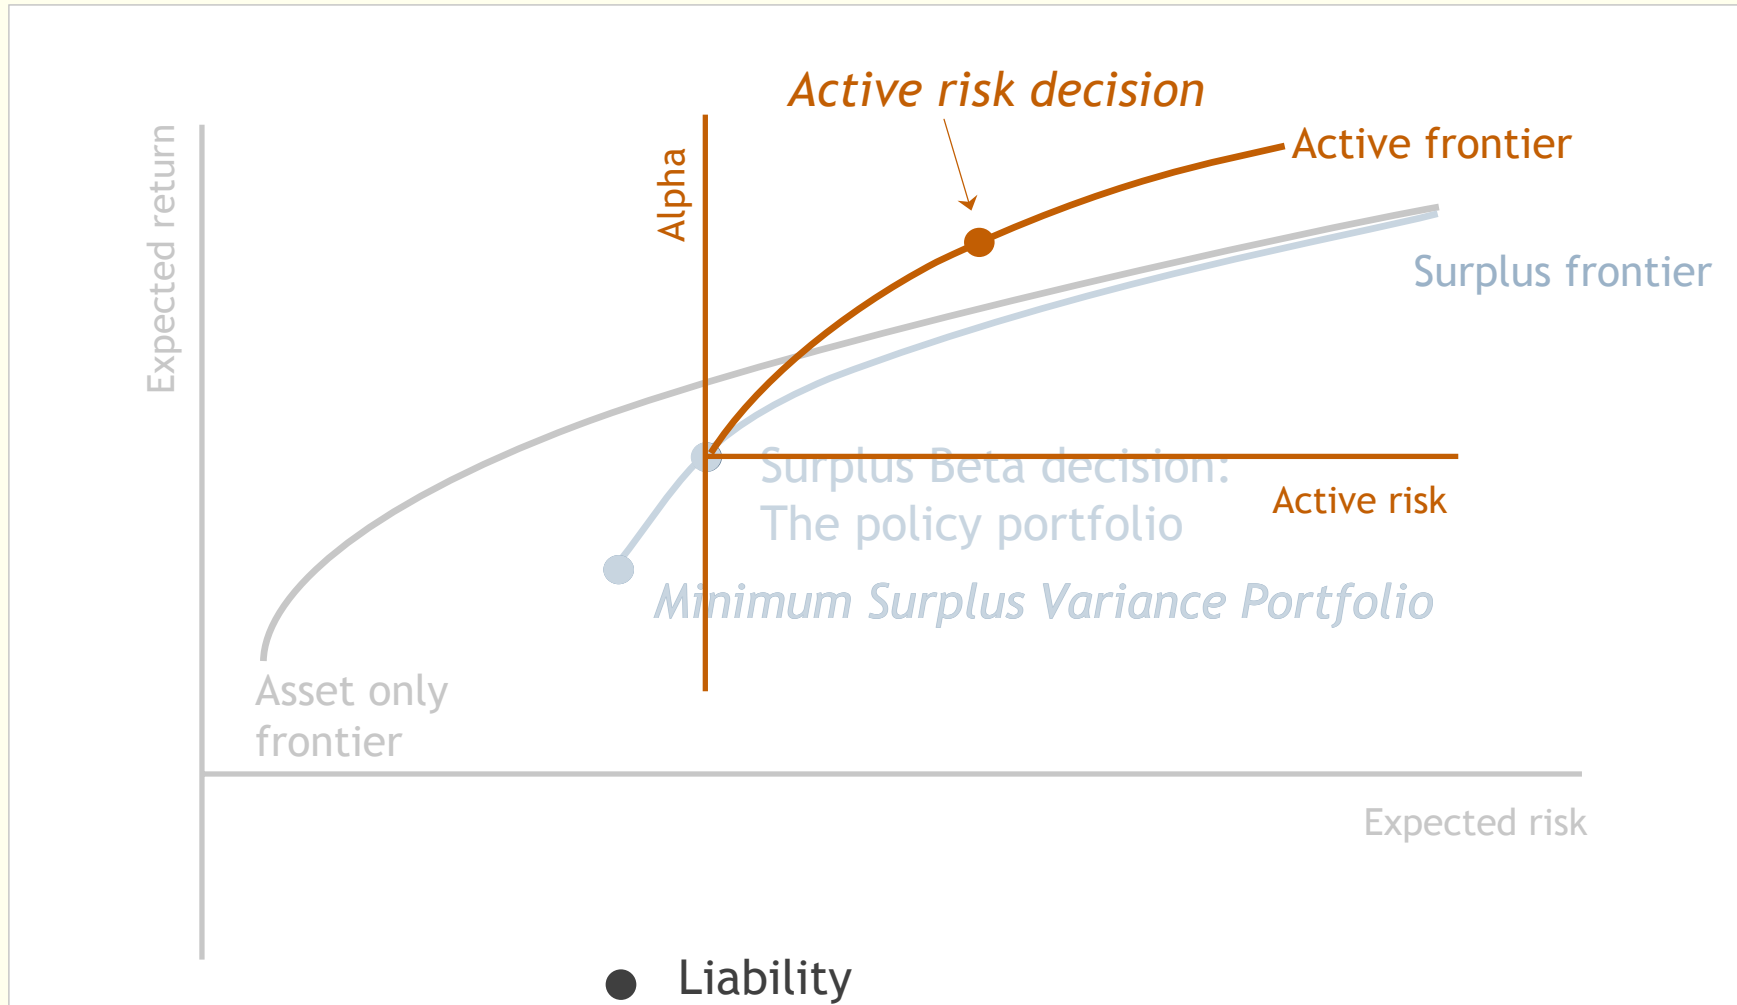 Active risk decision
Active frontier
Expected return
Alpha
Surplus frontier
Surplus Beta decision:
The policy portfolio
Active risk
Minimum Surplus Variance Portfolio
Asset only
frontier
Expected risk
Liability